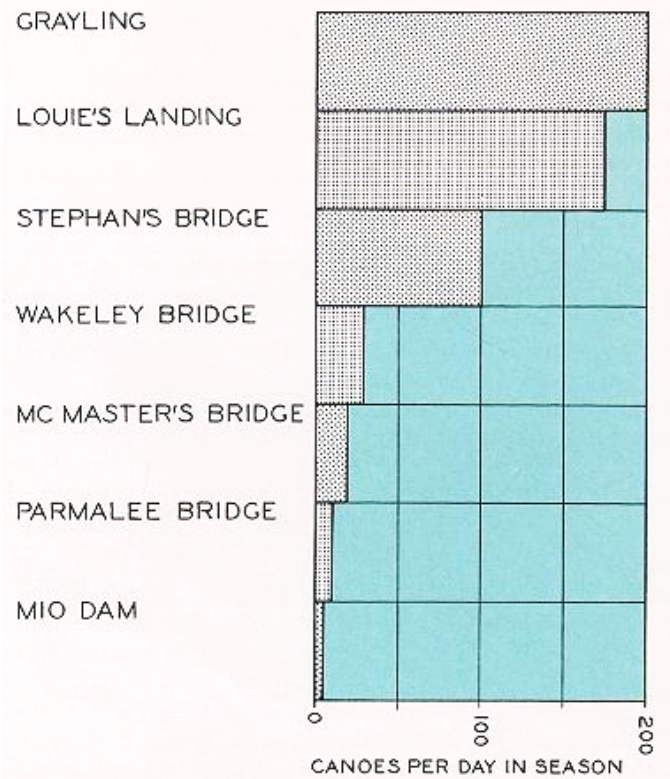 GRAYLING
LOUIE'S LANDING
STEPHAN'S BRIDGE
WAKELEY BRIDGE
MC MASTER'S BRIDGE
PARMALEE BRIDGE
MIO DAM
0 100 200
CANOES PER DAY IN SEASON